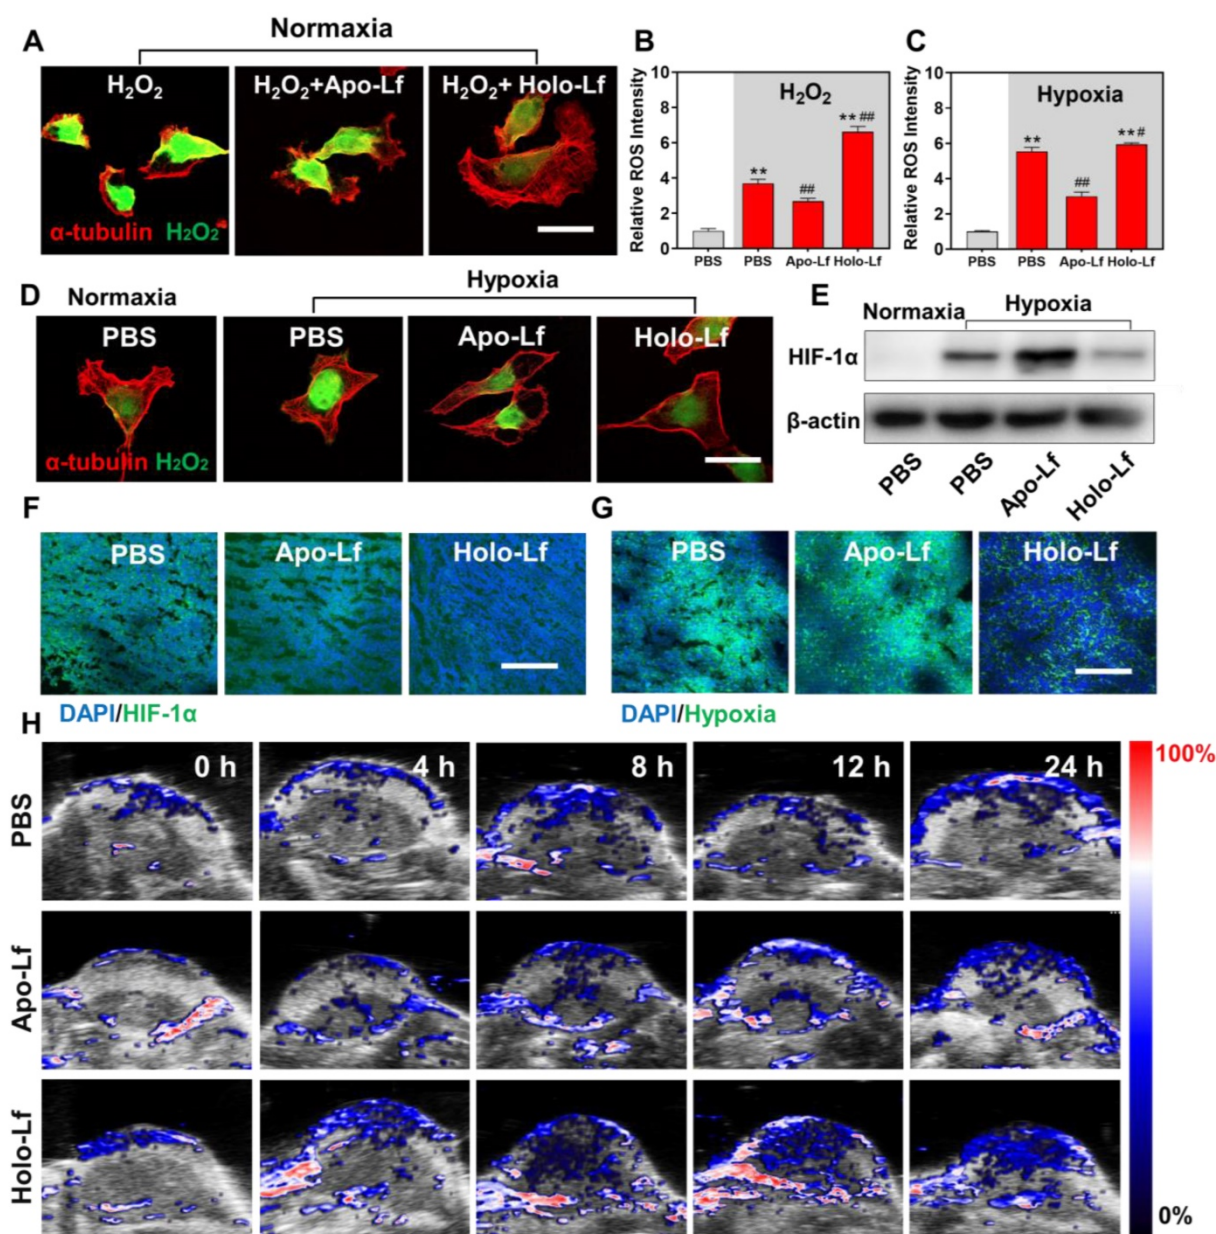 A
Normaxia
H₂O₂
H₂O₂+Apo-Lf
H₂O₂+ Holo-Lf
α-tubulin H₂O₂
B
Relative ROS Intensity
10
8
6
4
2
0
H₂O₂
**
##
** ##
PBS PBS Apo-Lf Holo-Lf
C
Relative ROS Intensity
10
8
6
4
2
0
Hypoxia
**
##
**#
PBS PBS Apo-Lf Holo-Lf
D
Normaxia
Hypoxia
PBS
PBS
Apo-Lf
Holo-Lf
α-tubulin H₂O₂
E
Normaxia
Hypoxia
HIF-1α
β-actin
PBS
PBS
Apo-Lf
Holo-Lf
F
PBS
Apo-Lf
Holo-Lf
DAPI/HIF-1α
G
PBS
Apo-Lf
Holo-Lf
DAPI/Hypoxia
H
0 h
4 h
8 h
12 h
24 h
PBS
Apo-Lf
Holo-Lf
100%
0%